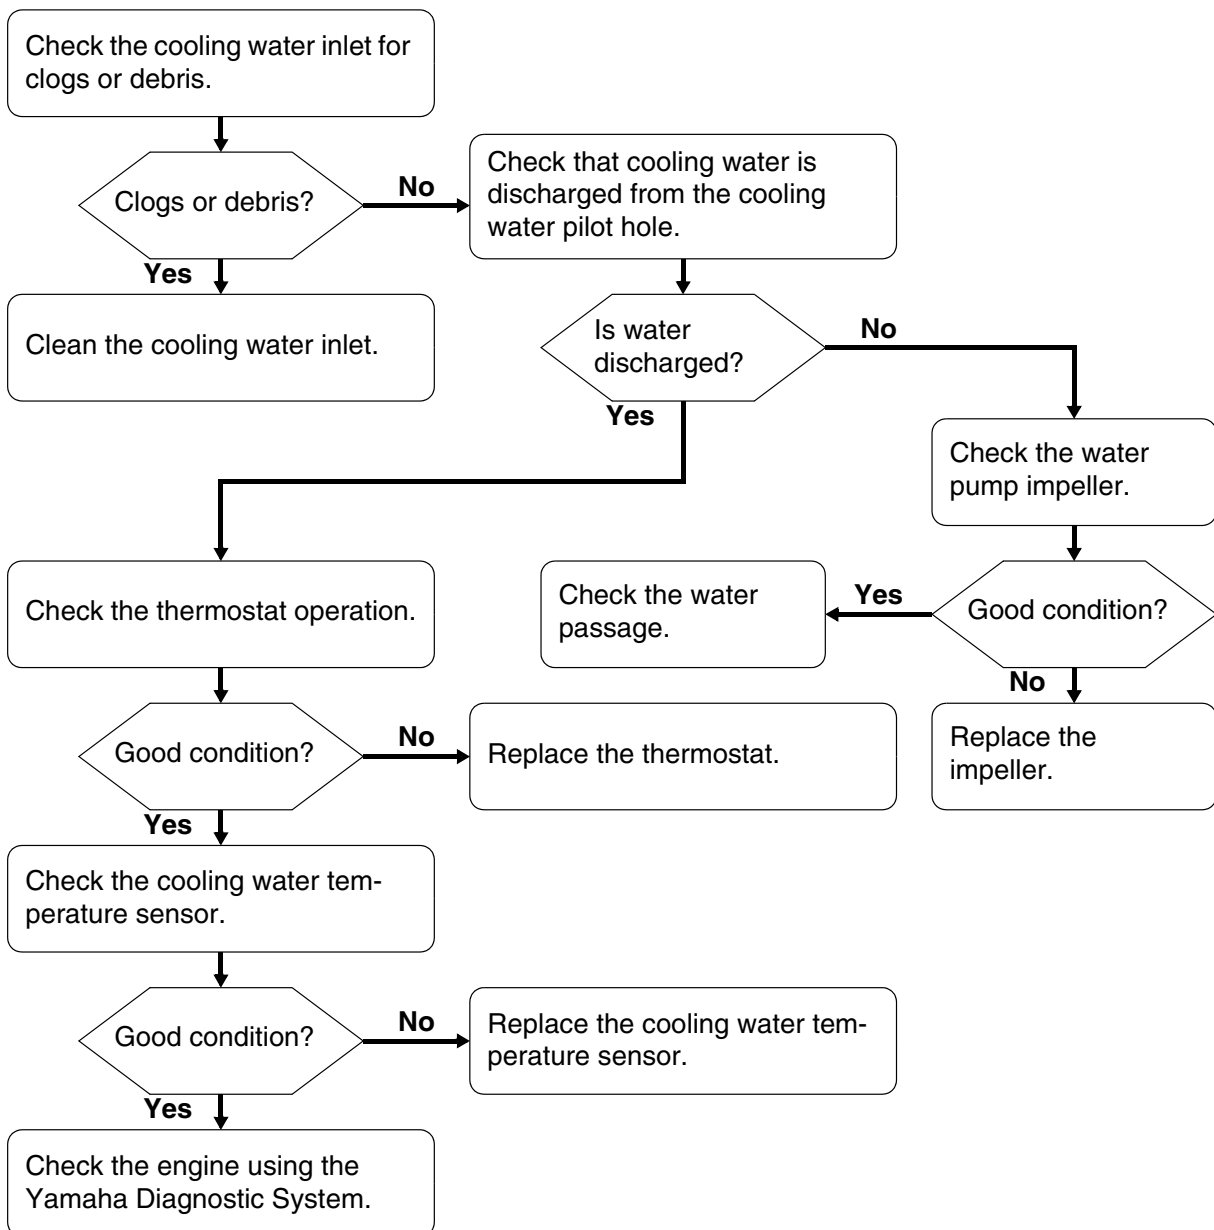 Check the cooling water inlet for
clogs or debris.
Clogs or debris?
No
Check that cooling water is
discharged from the cooling
water pilot hole.
Yes
Clean the cooling water inlet.
Is water
discharged?
No
Yes
Check the water
pump impeller.
Check the thermostat operation.
Check the water
passage.
Yes
Good condition?
No
Replace the
impeller.
Good condition?
No
Replace the thermostat.
Yes
Check the cooling water tem-
perature sensor.
Good condition?
No
Replace the cooling water tem-
perature sensor.
Yes
Check the engine using the
Yamaha Diagnostic System.